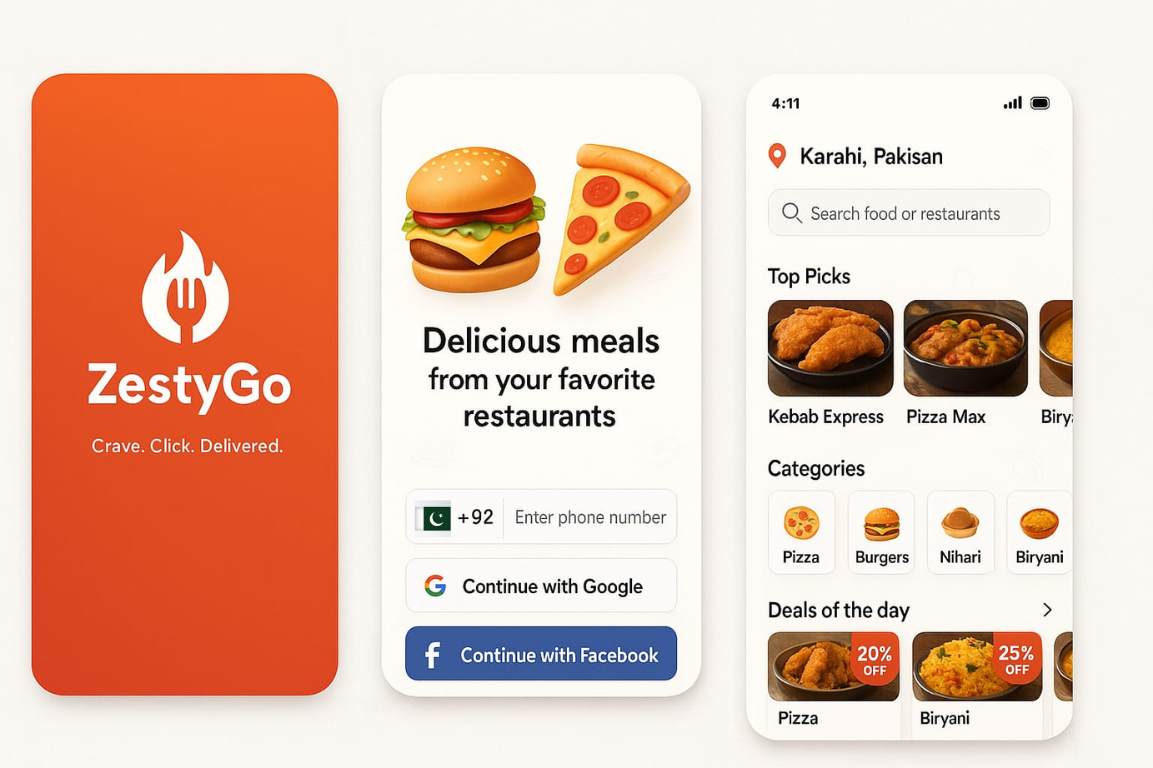 ZestyGo
Crave. Click. Delivered.
Delicious meals
from your favorite
restaurants
+92 Enter phone number
Continue with Google
Continue with Facebook
4:11
Karahi, Pakisan
Search food or restaurants
Top Picks
Kebab Express Pizza Max Birya
Categories
Pizza Burgers Nihari Biryani
Deals of the day
20% OFF
25% OFF
Pizza Biryani